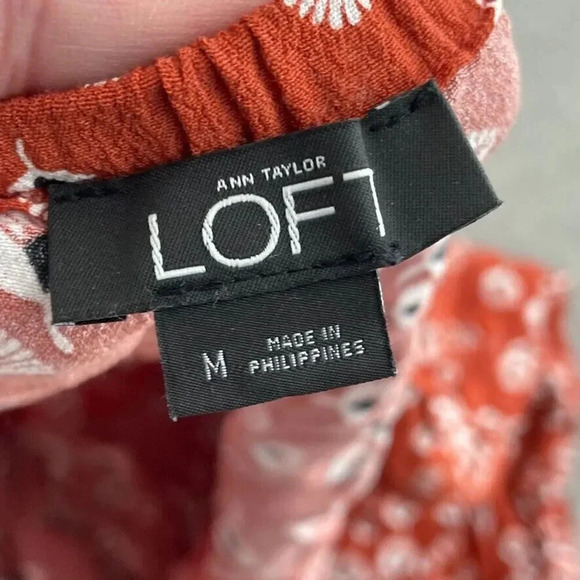 ANN TAYLOR
LOFT
M
MADE IN
PHILIPPINES